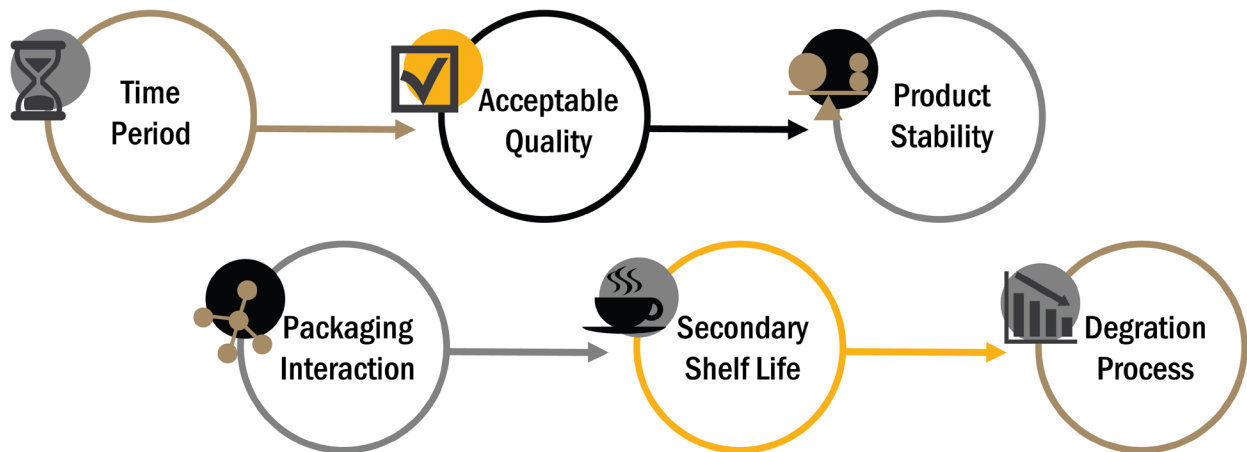 Time
Period
Acceptable
Quality
Product
Stability
Packaging
Interaction
Secondary
Shelf Life
Degration
Process